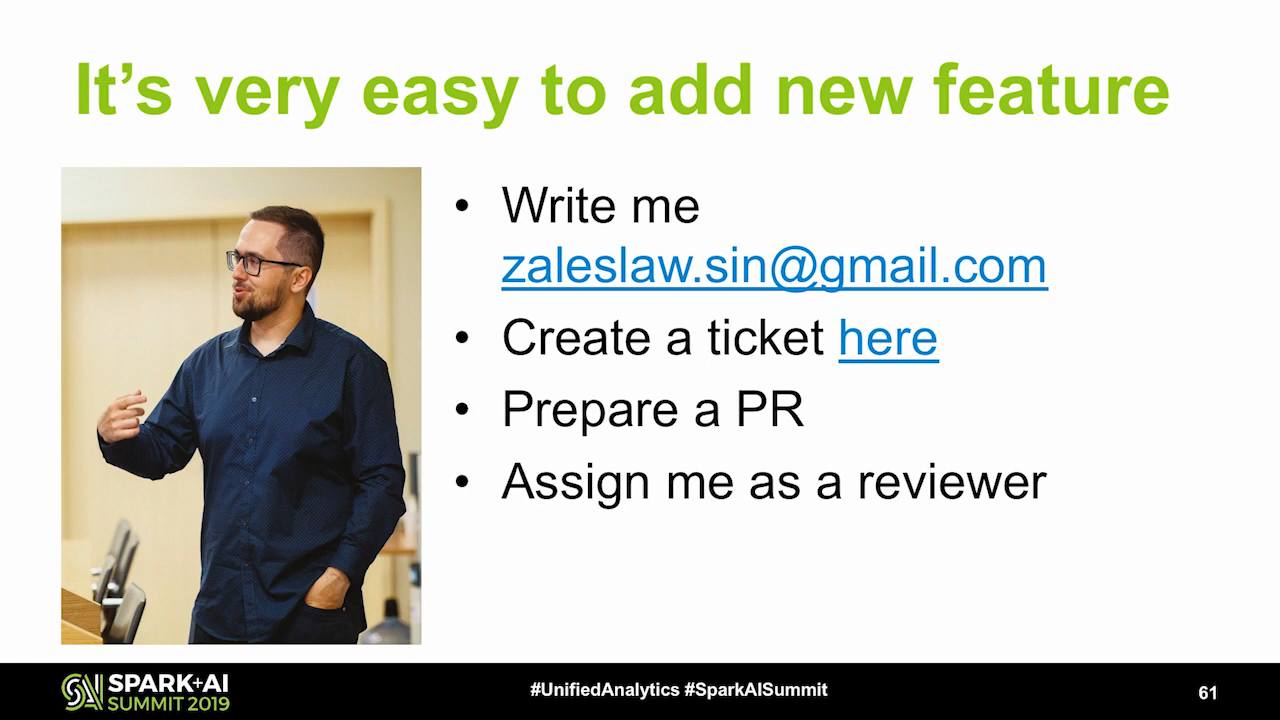 It's very easy to add new feature
• Write me
zaleslaw.sin@gmail.com
• Create a ticket here
• Prepare a PR
• Assign me as a reviewer
SPARK+AI
SUMMIT 2019
#UnifiedAnalytics #SparkAISummit
61